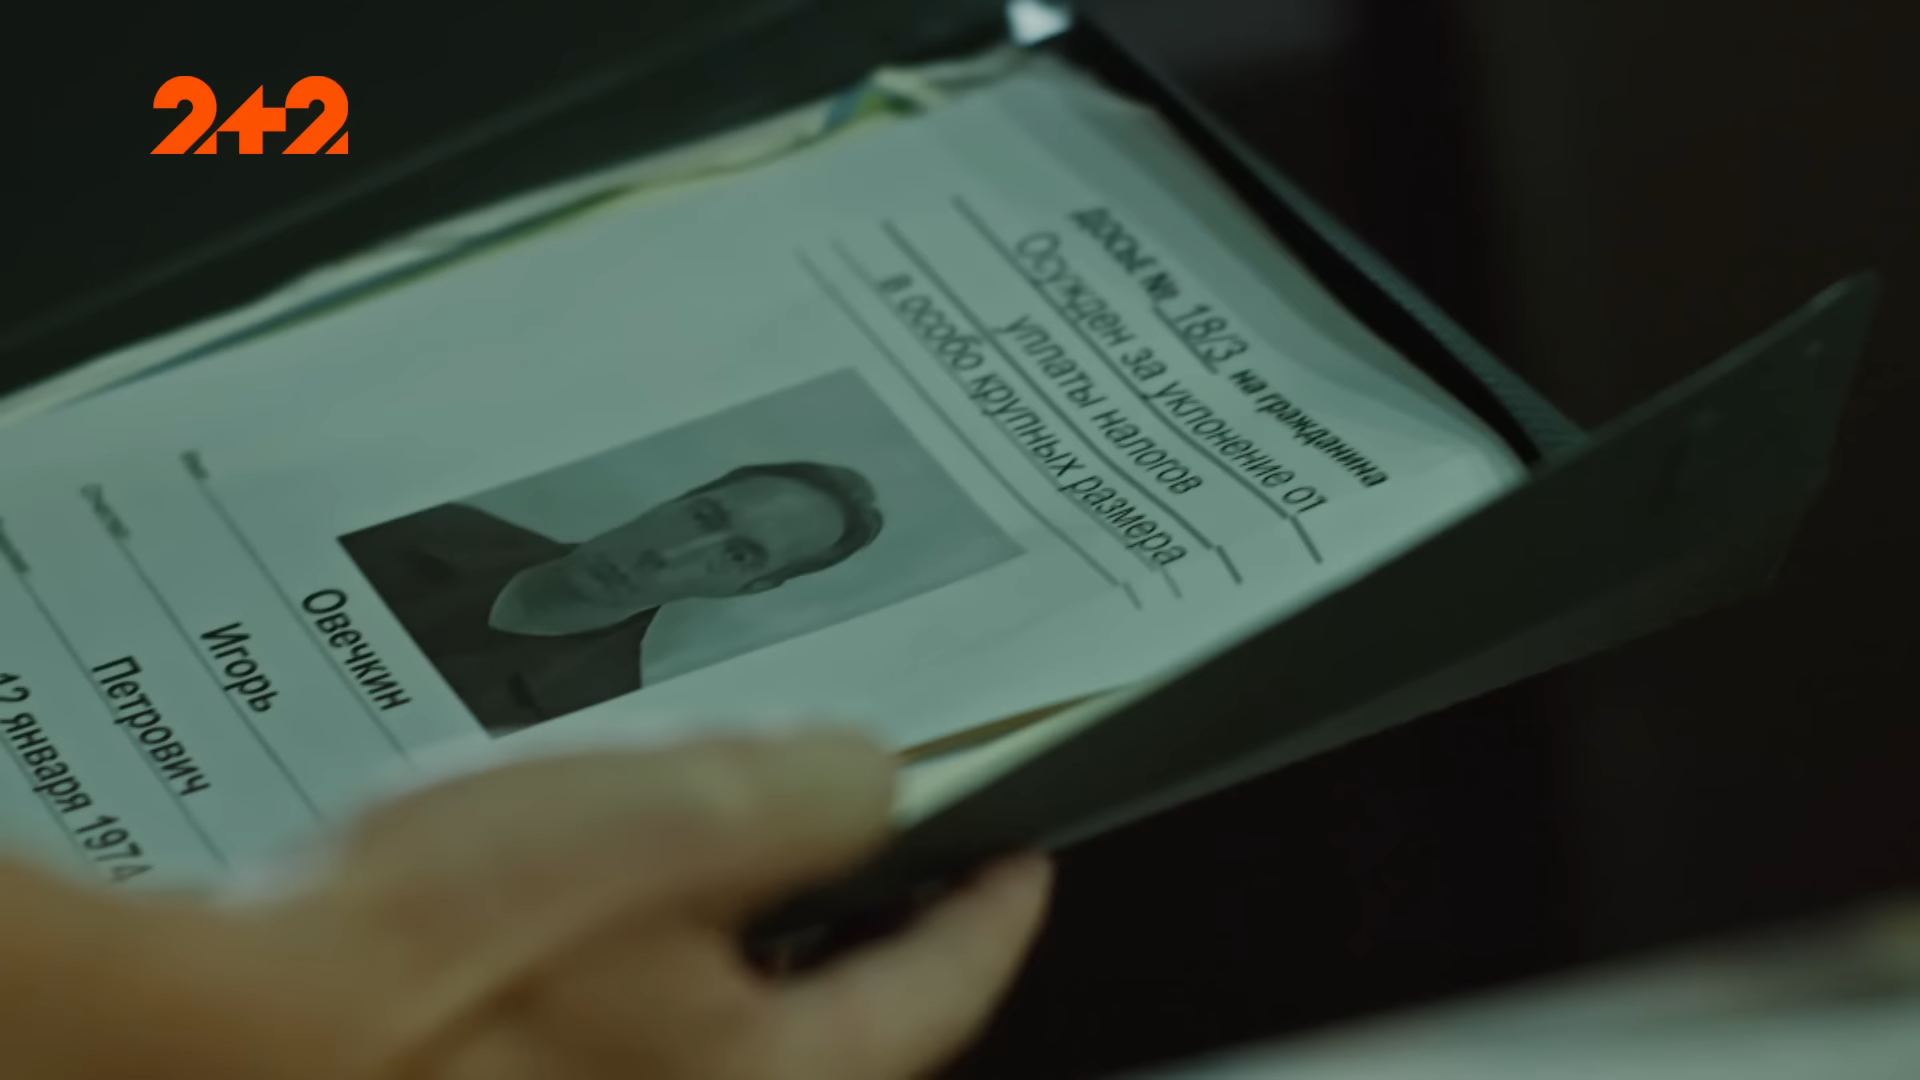 2+2
ДОСЬЕ № 18/3 на гражданина
Осужден за уклонение от
уплаты налогов
в особо крупных размера
Овечкин
Игорь
Отчество
Петрович
12 января 1974